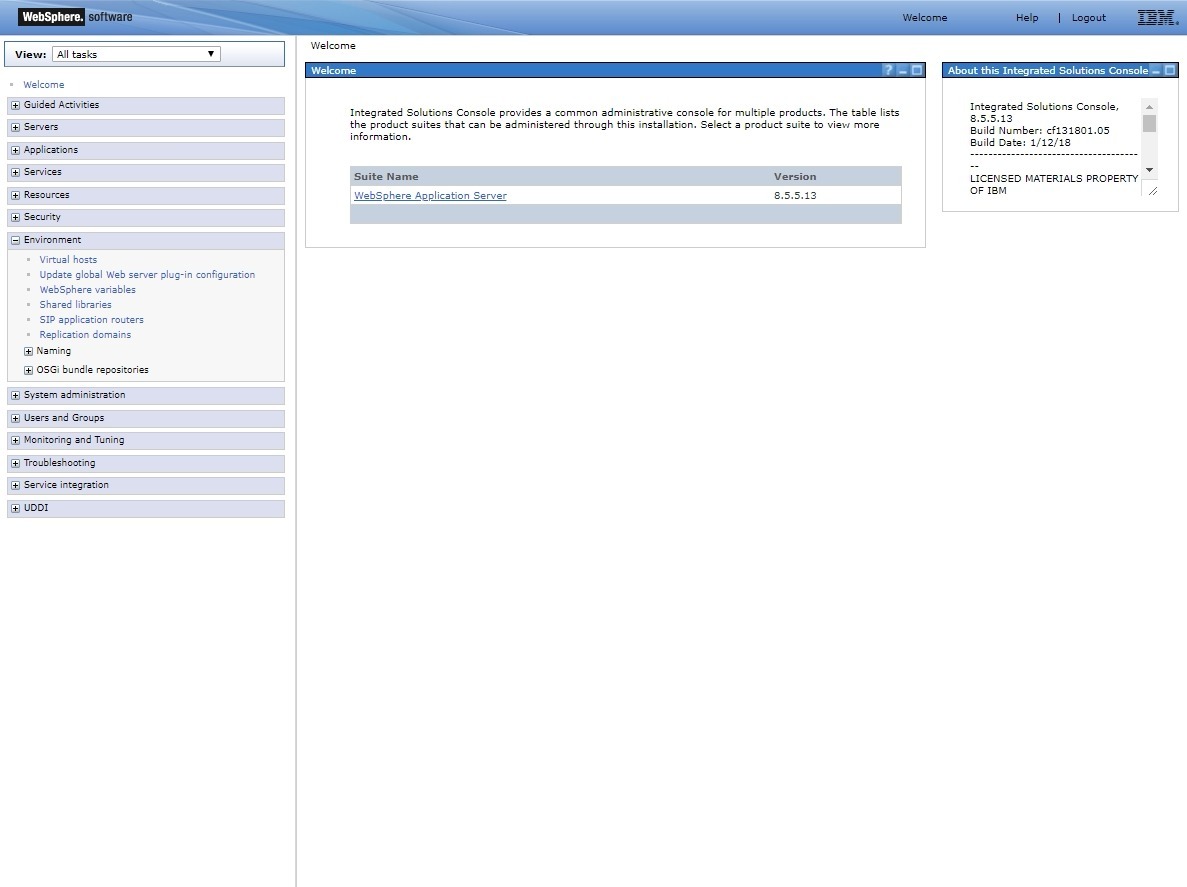 WebSphere. software
Welcome
Help | Logout
IBM.
View: All tasks
Welcome
Guided Activities
Servers
Applications
Services
Resources
Security
Environment
Virtual hosts
Update global Web server plug-in configuration
WebSphere variables
Shared libraries
SIP application routers
Replication domains
Naming
OSGi bundle repositories
System administration
Users and Groups
Monitoring and Tuning
Troubleshooting
Service integration
UDDI
Welcome
Welcome
Integrated Solutions Console provides a common administrative console for multiple products. The table lists
the product suites that can be administered through this installation. Select a product suite to view more
information.
Suite Name Version
WebSphere Application Server 8.5.5.13
About this Integrated Solutions Console
Integrated Solutions Console,
8.5.5.13
Build Number: cf131801.05
Build Date: 1/12/18
-----------------------------------
--
LICENSED MATERIALS PROPERTY
OF IBM